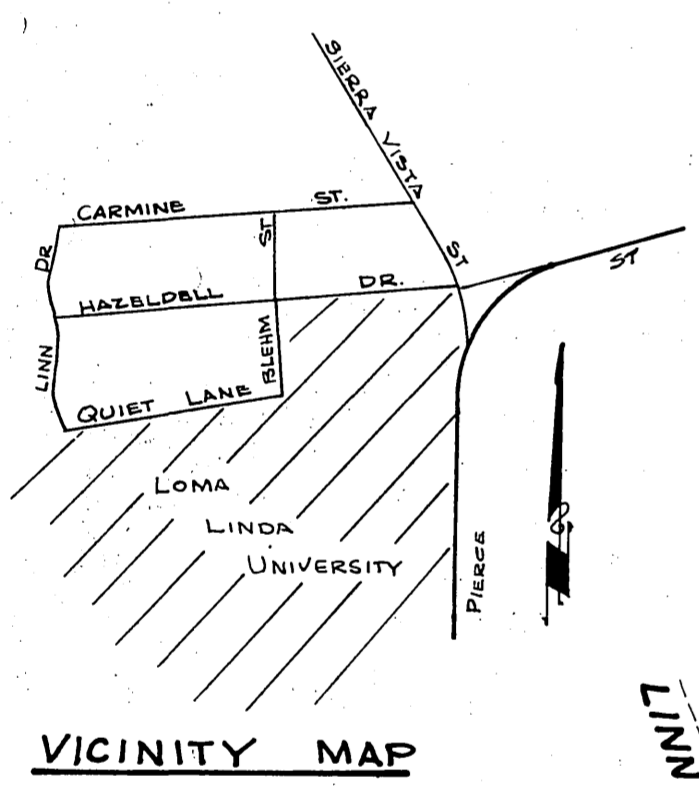 SIERRA VISTA ST
CARMINE ST.
DR
LINN
BLEHM ST
HAZELDELL DR.
ST
QUIET LANE
LOMA
LINDA
UNIVERSITY
PIERCE
LINN
VICINITY MAP